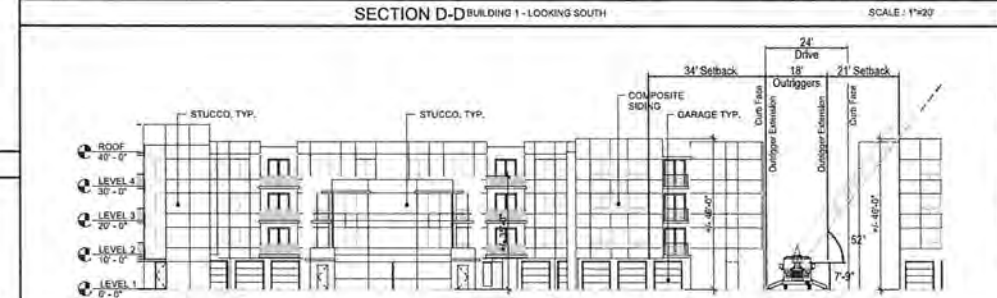 SECTION D-D BUILDING 1 - LOOKING SOUTH
SCALE : 1"=20'
24'
Drive
34' Setback
18'
21' Setback
Outriggers
STUCCO, TYP.
STUCCO, TYP.
COMPOSITE
SIDING
GARAGE TYP.
Curb Face
Outrigger Extension
Outrigger Extension
Curb Face
ROOF
40' - 0"
LEVEL 4
30' - 0"
LEVEL 3
20' - 0"
LEVEL 2
10' - 0"
LEVEL 1
0' - 0"
+/- 40'-0"
+/- 40'-0"
52°
7'-9"